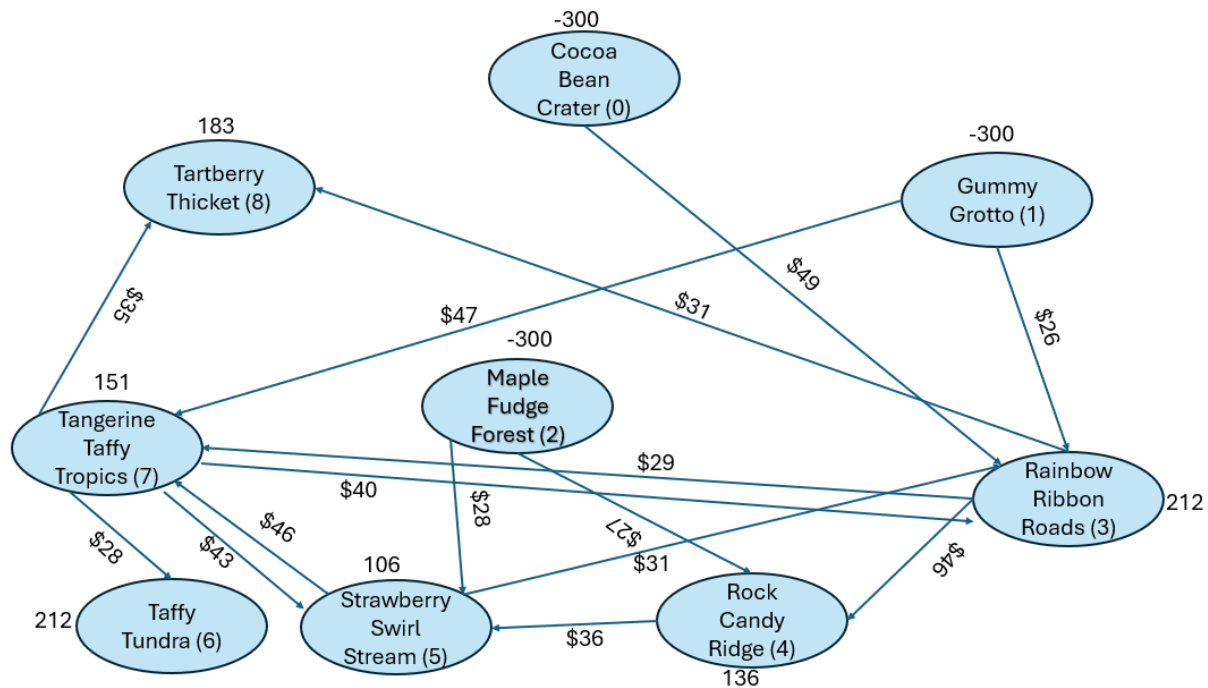 -300
Cocoa
Bean
Crater (0)
183
Tartberry
Thicket (8)
-300
Gummy
Grotto (1)
$49
$31
$35
$47
$26
-300
Maple
Fudge
Forest (2)
151
Tangerine
Taffy
Tropics (7)
$29
$40
Rainbow
Ribbon
Roads (3)
212
$28
$46
$43
$28
$27
$31
$46
106
Strawberry
Swirl
Stream (5)
212
Taffy
Tundra (6)
$36
Rock
Candy
Ridge (4)
136